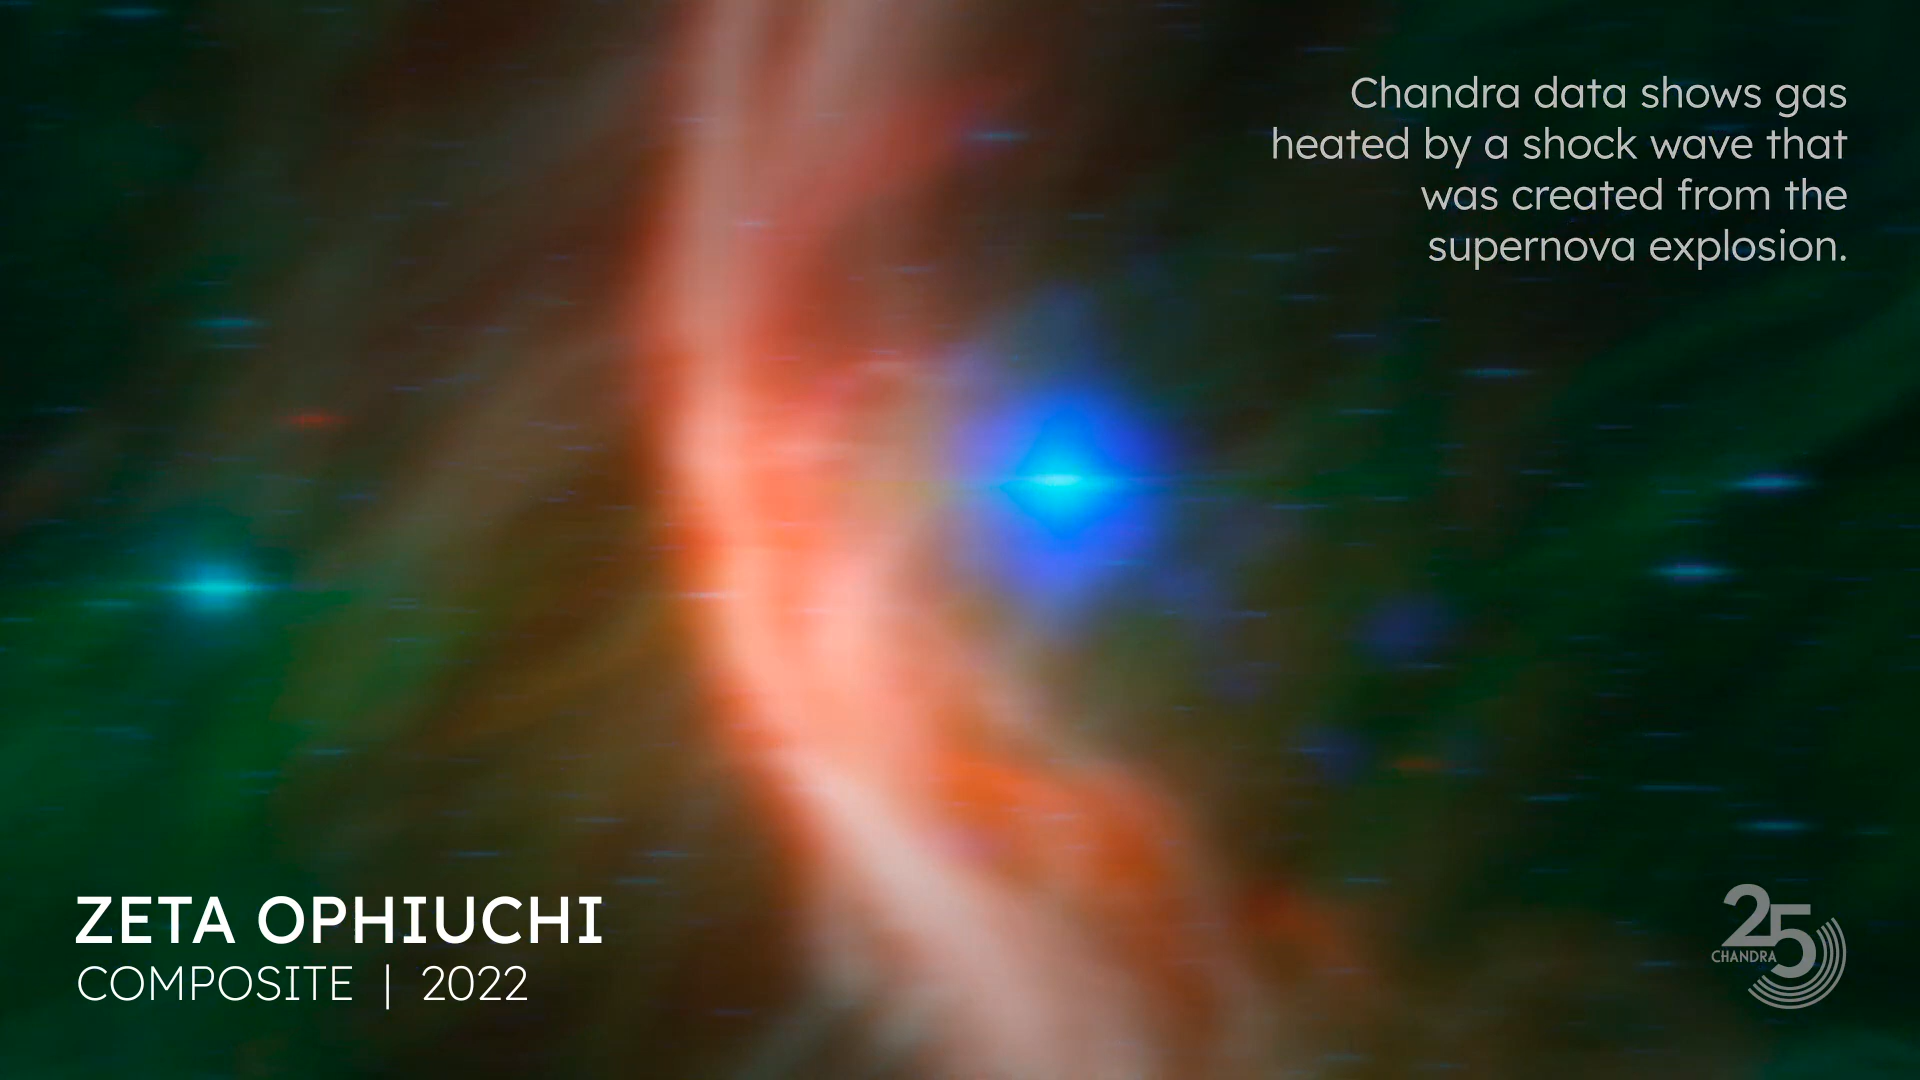 Chandra data shows gas
heated by a shock wave that
was created from the
supernova explosion.
ZETA OPHIUCHI
COMPOSITE | 2022
25
CHANDRA